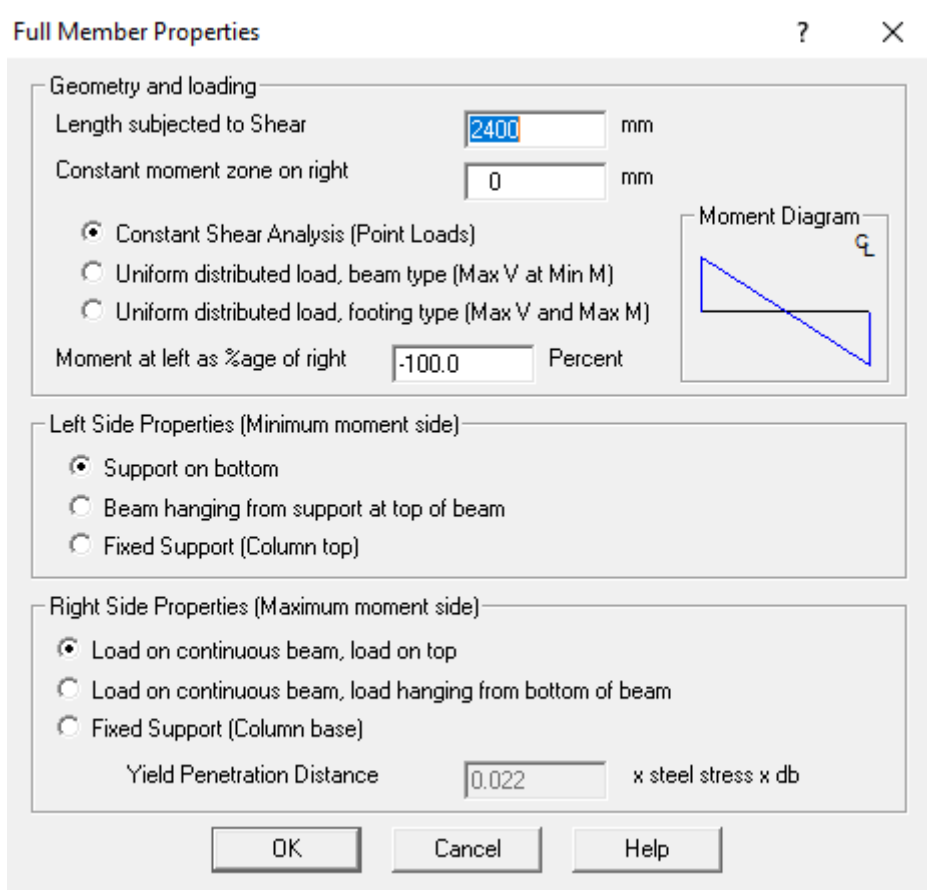 Full Member Properties ? ×
Geometry and loading
Length subjected to Shear 2400 mm
Constant moment zone on right 0 mm
Moment Diagram
℄
Constant Shear Analysis (Point Loads)
Uniform distributed load, beam type (Max V at Min M)
Uniform distributed load, footing type (Max V and Max M)
Moment at left as %age of right -100.0 Percent
Left Side Properties (Minimum moment side)
Support on bottom
Beam hanging from support at top of beam
Fixed Support (Column top)
Right Side Properties (Maximum moment side)
Load on continuous beam, load on top
Load on continuous beam, load hanging from bottom of beam
Fixed Support (Column base)
Yield Penetration Distance 0.022 x steel stress x db
OK Cancel Help